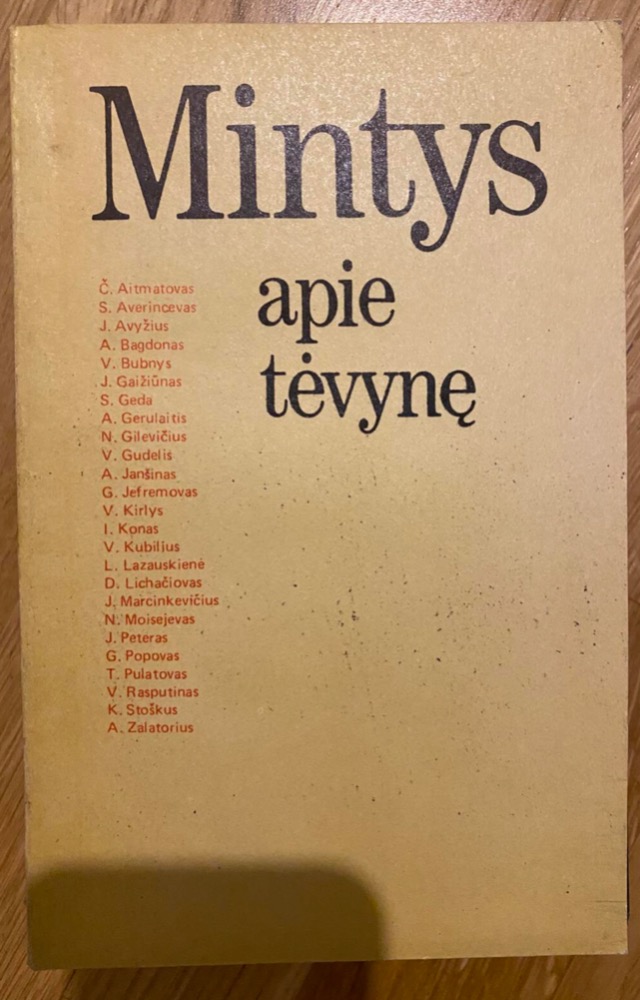 Mintys
apie
tėvynę
Č. Aitmatovas
S. Averincevas
J. Avyžius
A. Bagdonas
V. Bubnys
J. Gaižiūnas
S. Geda
A. Gerulaitis
N. Gilevičius
V. Gudelis
A. Janšinas
G. Jefremovas
V. Kirlys
I. Konas
V. Kubilius
L. Lazauskienė
D. Lichačiovas
J. Marcinkevičius
N. Moisejevas
J. Peteras
G. Popovas
T. Pulatovas
V. Rasputinas
K. Stoškus
A. Zalatorius